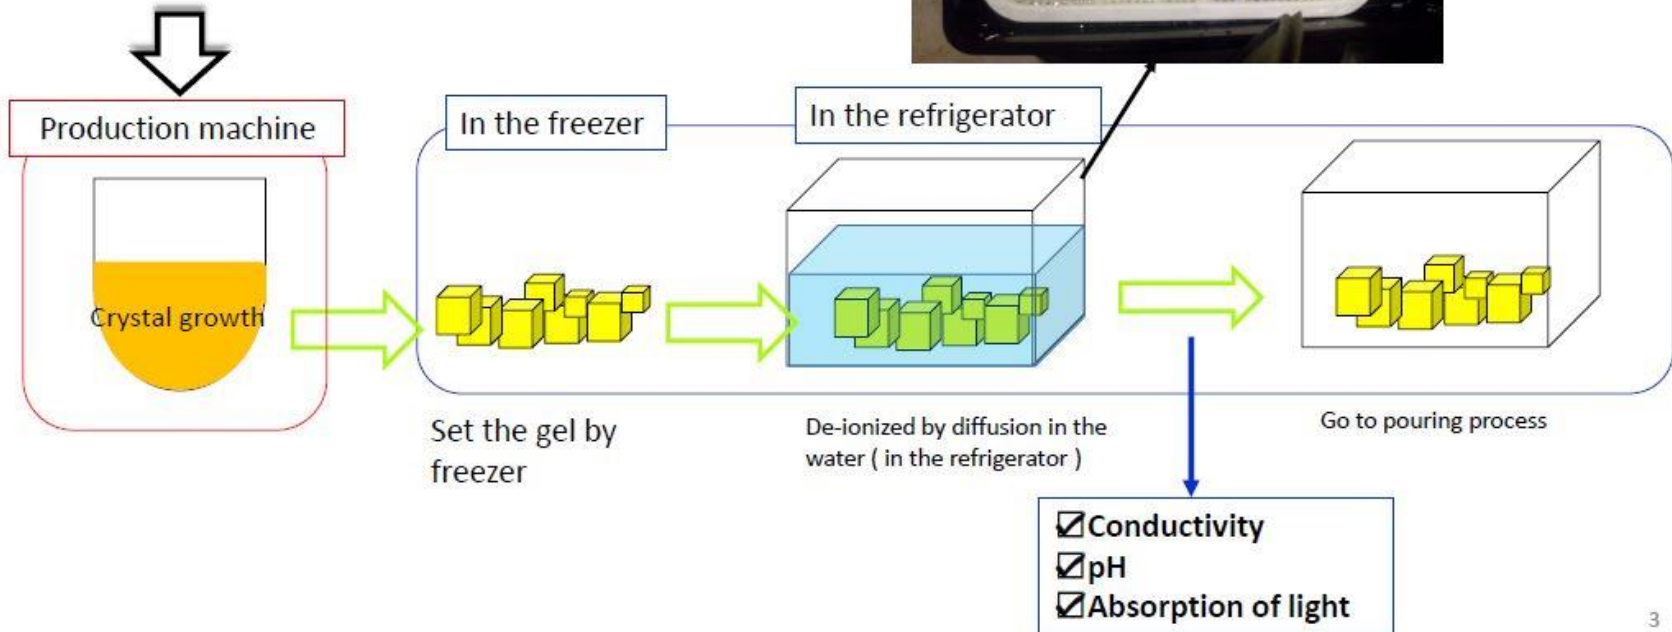 Production machine
In the freezer
In the refrigerator
Crystal growth
Set the gel by
freezer
De-ionized by diffusion in the
water ( in the refrigerator )
Go to pouring process
☑Conductivity
☑pH
☑Absorption of light
3